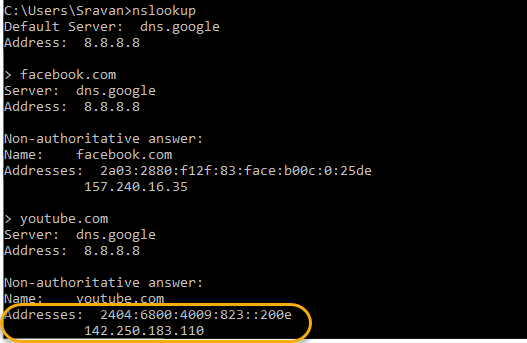 C:\Users\Sravan>nslookup
Default Server:  dns.google
Address:  8.8.8.8
> facebook.com
Server:  dns.google
Address:  8.8.8.8
Non-authoritative answer:
Name:    facebook.com
Addresses:  2a03:2880:f12f:83:face:b00c:0:25de
157.240.16.35
> youtube.com
Server:  dns.google
Address:  8.8.8.8
Non-authoritative answer:
Name:    youtube.com
Addresses:  2404:6800:4009:823::200e
142.250.183.110